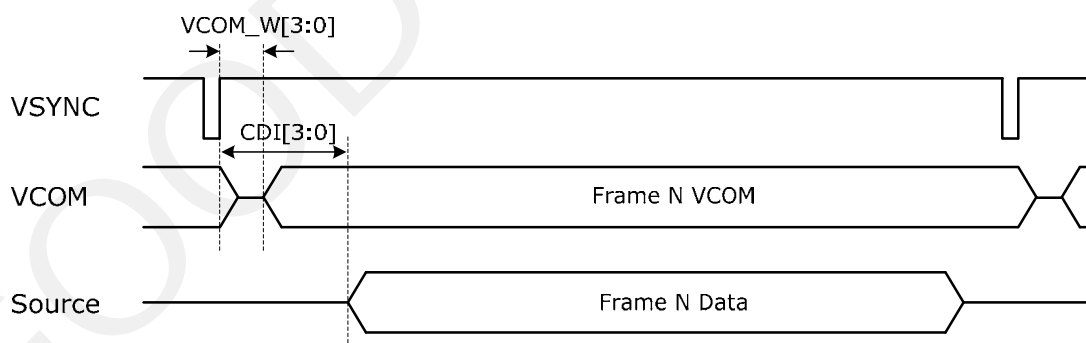 VCOM_W[3:0]
VSYNC
CDI[3:0]
VCOM
Frame N VCOM
Source
Frame N Data